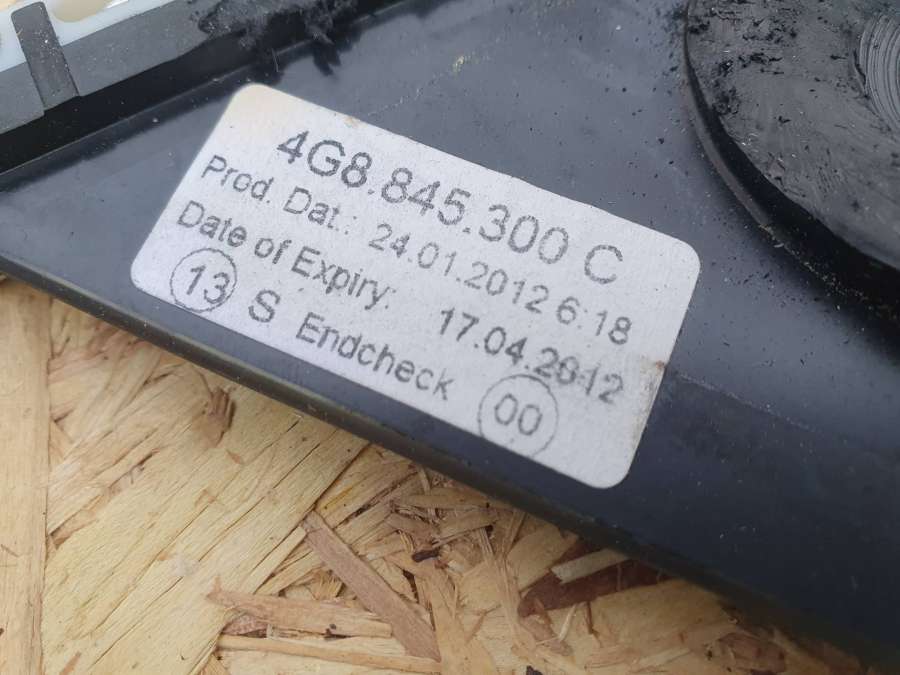 4G8.845.300 C
Prod. Dat.: 24.01.2012 6:18
Date of Expiry: 17.04.2012
13 S Endcheck 00